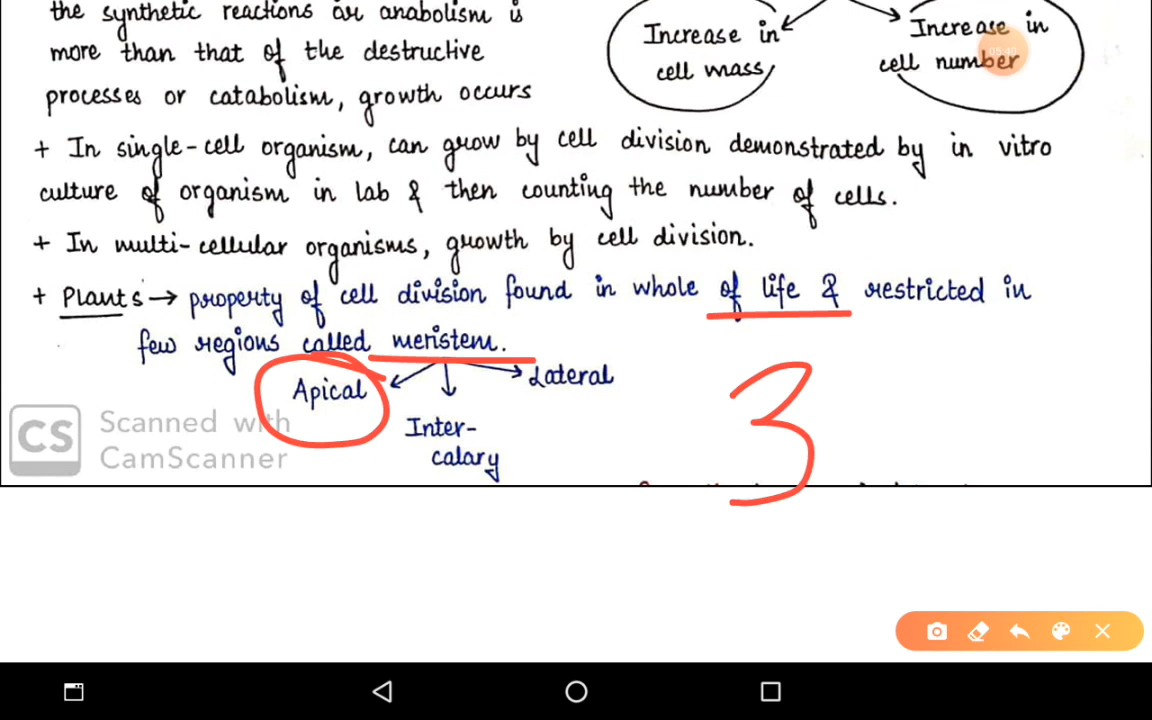 the synthetic reactions or anabolism is
more than that of the destructive
processes or catabolism, growth occurs
Increase in
cell mass
Increase in
cell number
05:40
+ In single-cell organism, can grow by cell division demonstrated by in vitro
culture of organism in lab & then counting the number of cells.
+ In multi-cellular organisms, growth by cell division.
+ Plants → property of cell division found in whole of life & restricted in
few regions called meristem.
Apical
Inter-
calary
Lateral
3
CS
Scanned with
CamScanner